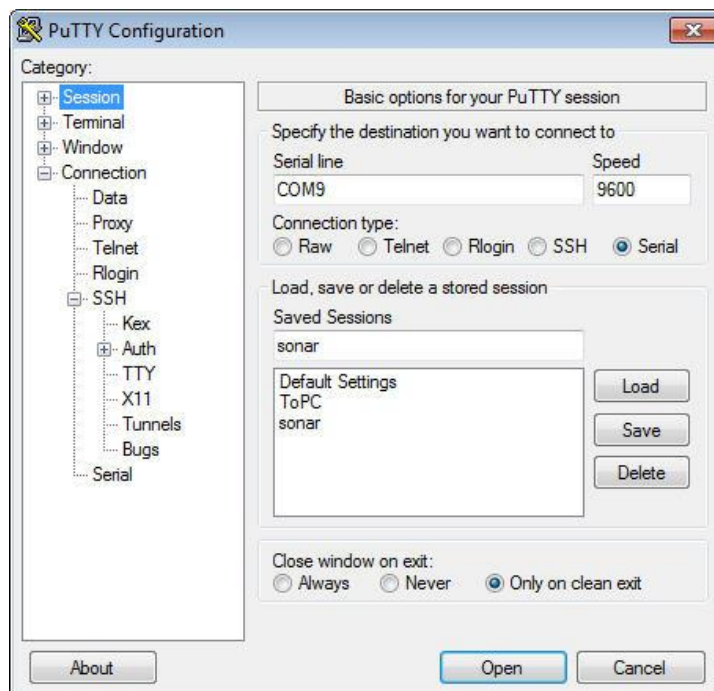 PuTTY Configuration
Category:
Session
Terminal
Window
Connection
Data
Proxy
Telnet
Rlogin
SSH
Kex
Auth
TTY
X11
Tunnels
Bugs
Serial
Basic options for your PuTTY session
Specify the destination you want to connect to
Serial line Speed
COM9 9600
Connection type:
Raw Telnet Rlogin SSH Serial
Load, save or delete a stored session
Saved Sessions
sonar
Default Settings
ToPC
sonar
Load
Save
Delete
Close window on exit:
Always Never Only on clean exit
About Open Cancel